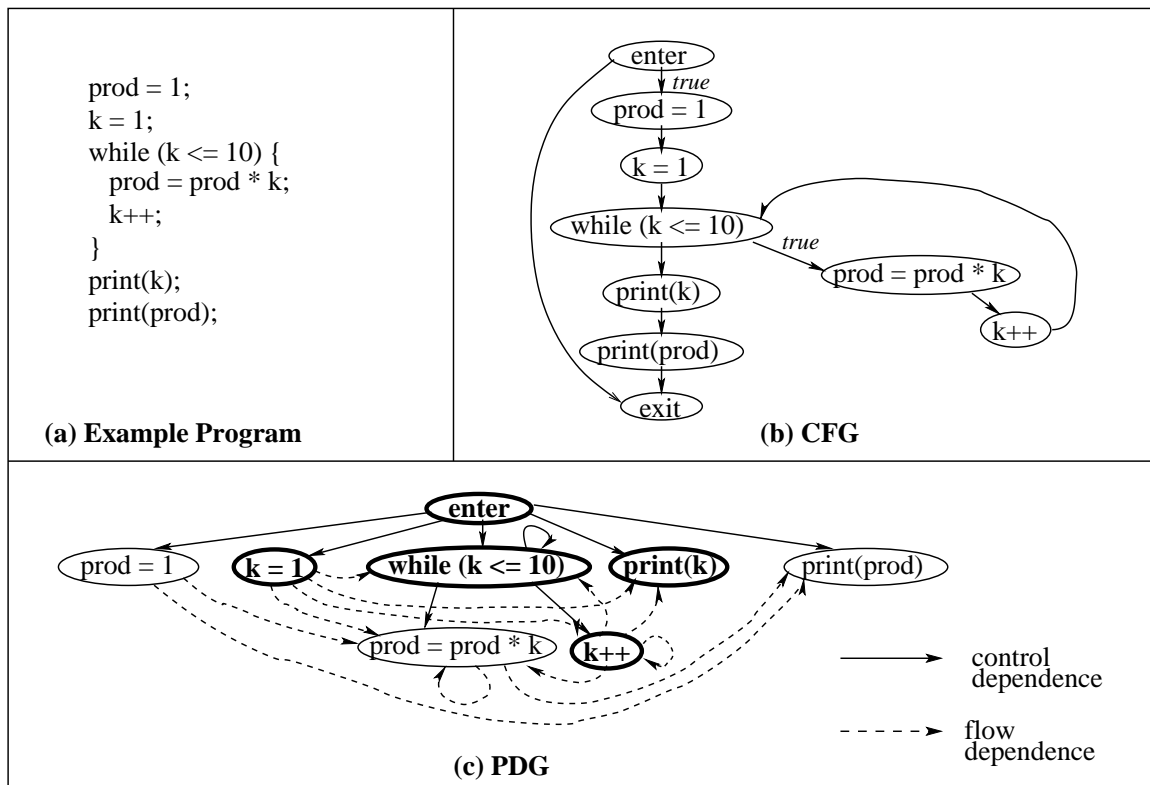 prod = 1;
k = 1;
while (k <= 10) {
prod = prod * k;
k++;
}
print(k);
print(prod);
(a) Example Program
enter
true
prod = 1
k = 1
while (k <= 10)
true
prod = prod * k
print(k)
k++
print(prod)
exit
(b) CFG
enter
prod = 1
k = 1
while (k <= 10)
print(k)
print(prod)
prod = prod * k
k++
control
dependence
flow
dependence
(c) PDG